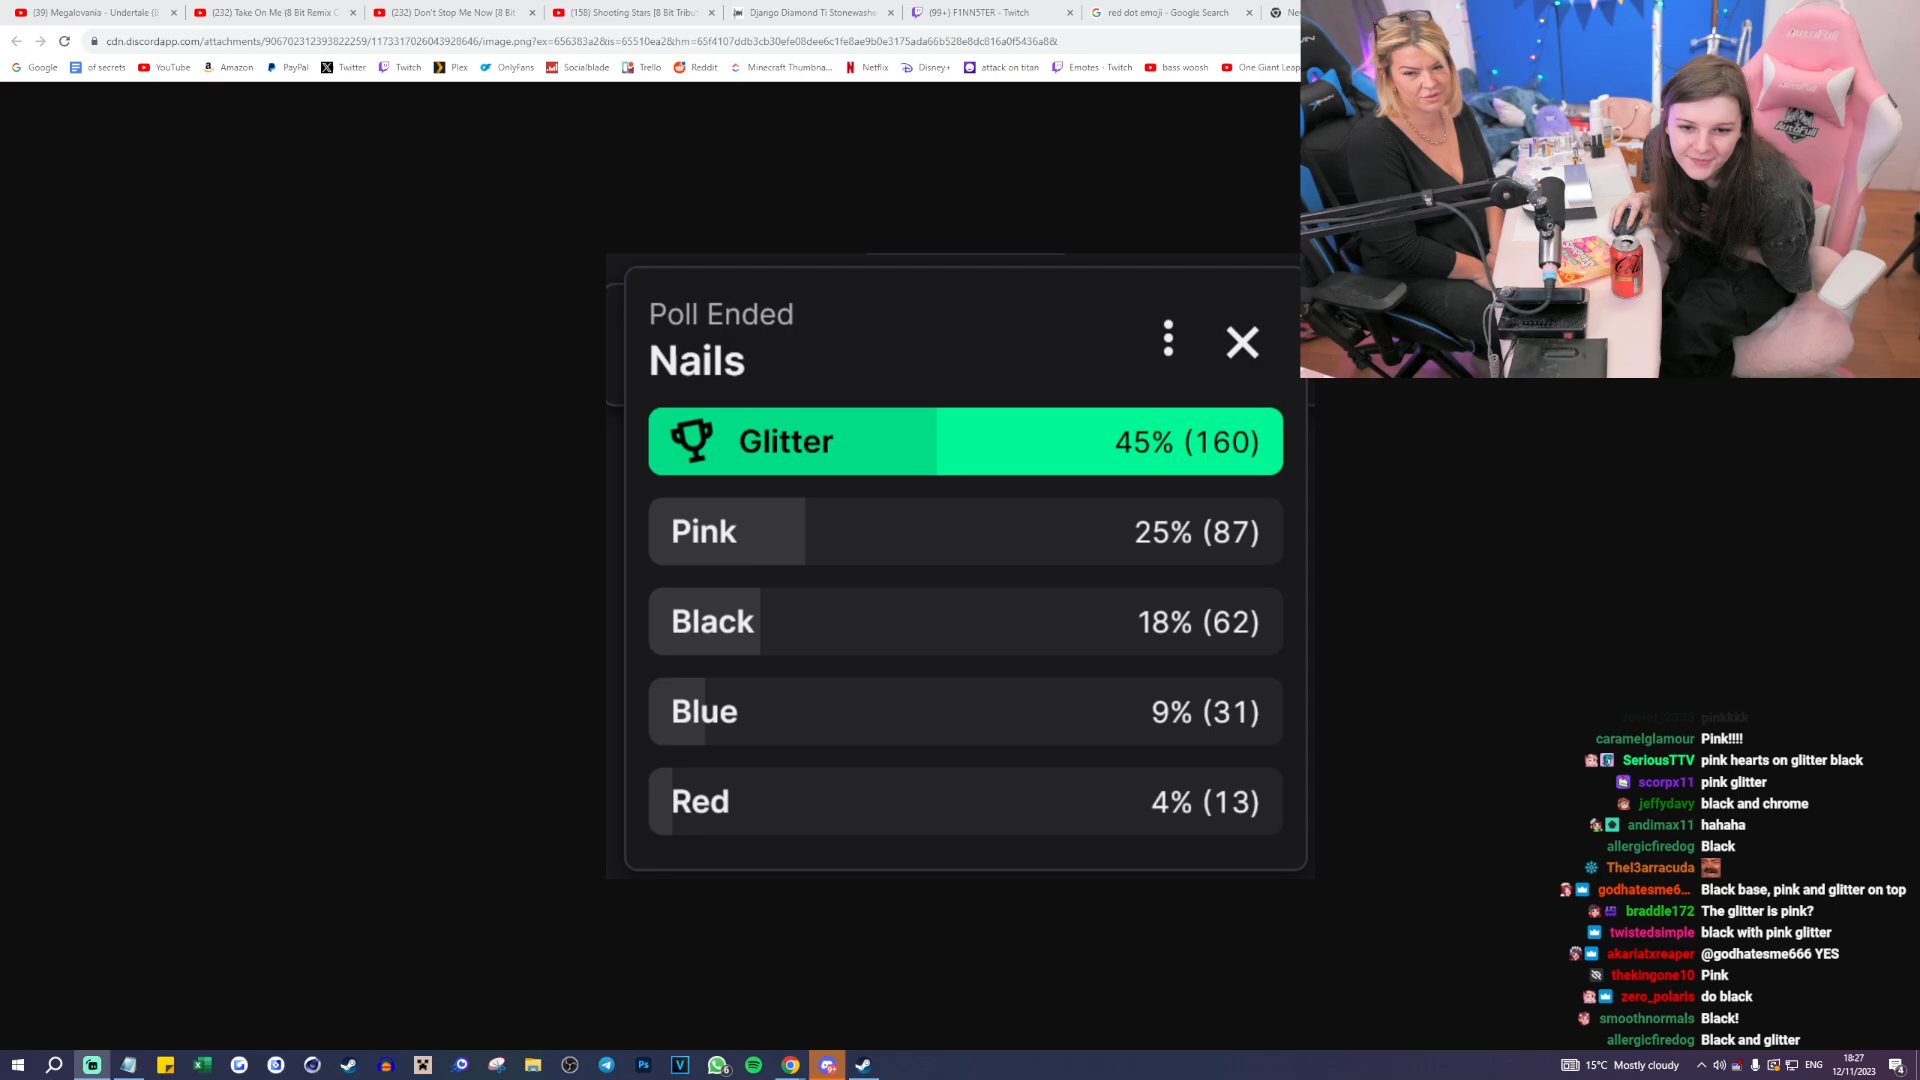 (39) Megalovania - Undertale (8
(232) Take On Me (8 Bit Remix C
(232) Don't Stop Me Now [8 Bit
(158) Shooting Stars [8 Bit Tribu
Django Diamond Ti Stonewashe
(99+) F1NN5TER - Twitch
red dot emoji - Google Search
Ne
cdn.discordapp.com/attachments/906702312393822259/1173317026043928646/image.png?ex=656383a2&is=65510ea2&hm=65f4107ddb3cb30efe08dee6c1fe8ae9b0e3175ada66b528e8dc816a0f5436a8&
Google
of secrets
YouTube
Amazon
PayPal
Twitter
Twitch
Plex
OnlyFans
Socialblade
Trello
Reddit
Minecraft Thumbna...
Netflix
Disney+
attack on titan
Emotes - Twitch
bass woosh
One Giant Leap
AutoFull
AutoFull
Poll Ended
Nails
Glitter 45% (160)
Pink 25% (87)
Black 18% (62)
Blue 9% (31)
Red 4% (13)
pinkkkk
caramelglamour Pink!!!!
SeriousTTV pink hearts on glitter black
scorpx11 pink glitter
jeffydavy black and chrome
andimax11 hahaha
allergicfiredog Black
TheI3arracuda
godhatesme6... Black base, pink and glitter on top
braddle172 The glitter is pink?
twistedsimple black with pink glitter
akariatxreaper @godhatesme666 YES
thekingone10 Pink
zero_polaris do black
smoothnormals Black!
allergicfiredog Black and glitter
15°C Mostly cloudy
ENG
18:27
12/11/2023